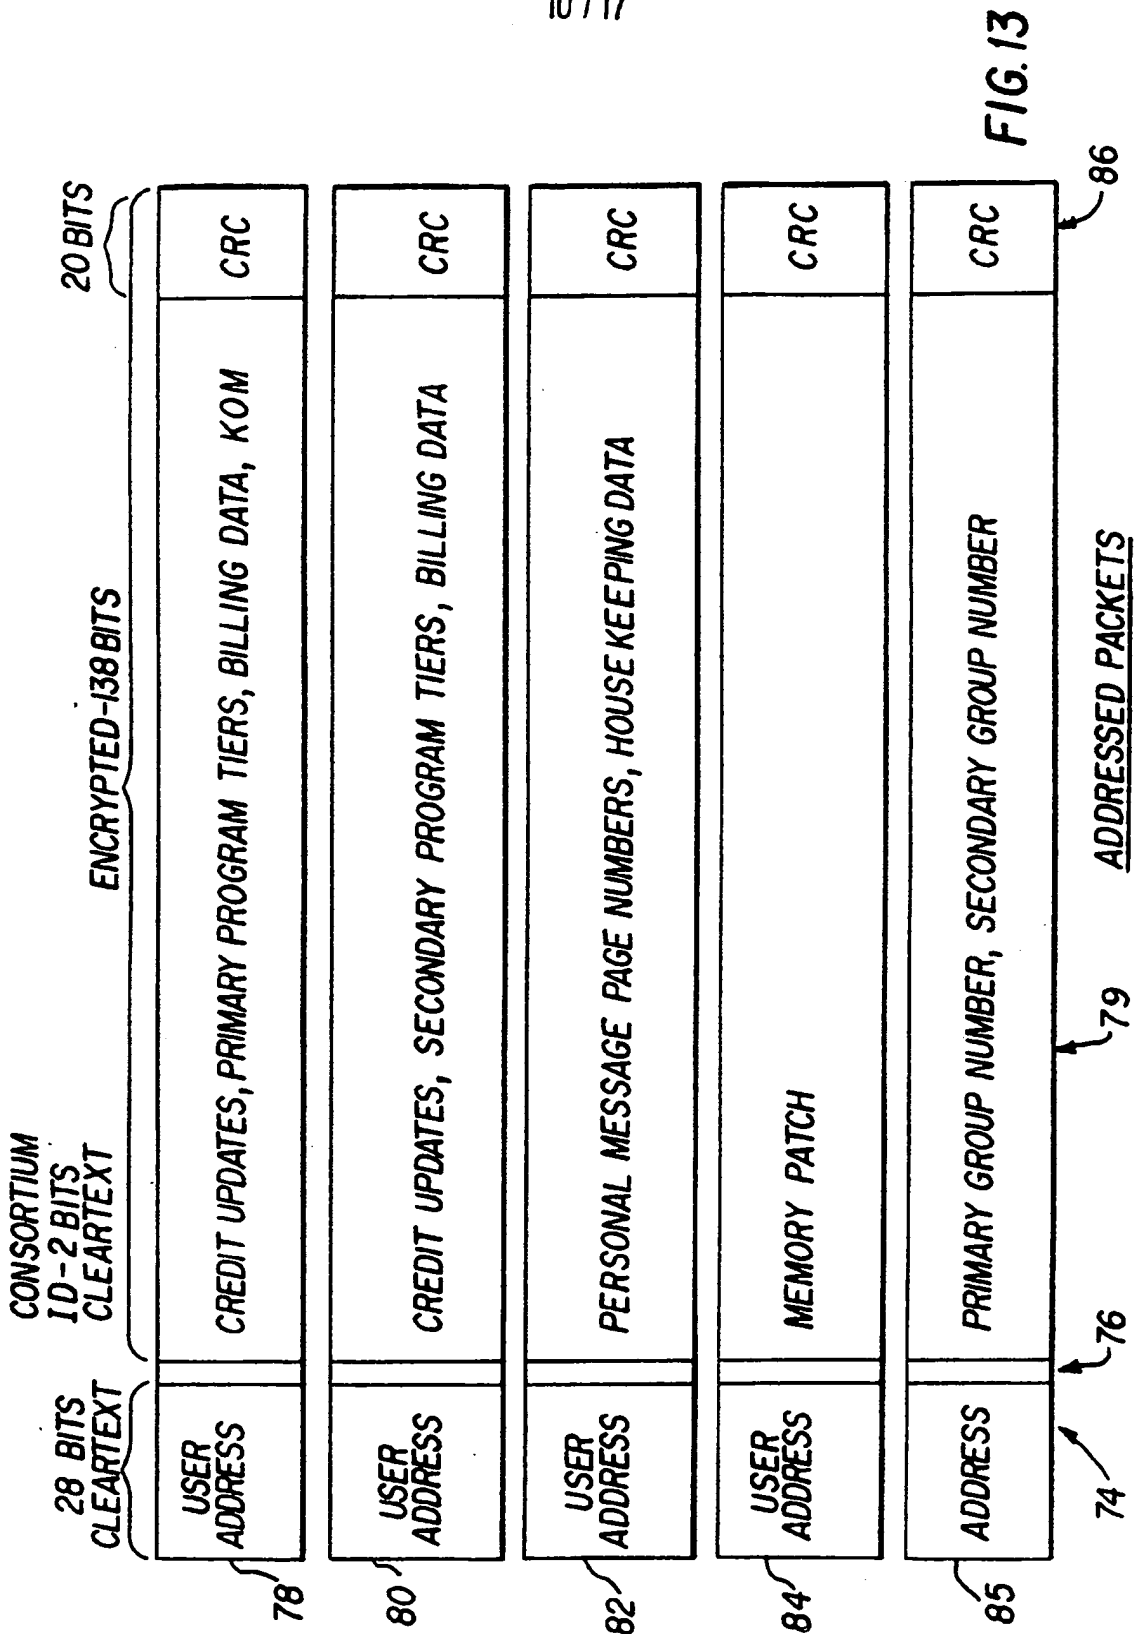 10 / 17
28 BITS
CLEARTEXT
CONSORTIUM
ID-2 BITS
CLEARTEXT
ENCRYPTED-138 BITS
20 BITS
USER
ADDRESS
CREDIT UPDATES, PRIMARY PROGRAM TIERS, BILLING DATA, KOM
CRC
78
USER
ADDRESS
CREDIT UPDATES, SECONDARY PROGRAM TIERS, BILLING DATA
CRC
80
USER
ADDRESS
PERSONAL MESSAGE PAGE NUMBERS, HOUSE KEEPING DATA
CRC
82
USER
ADDRESS
MEMORY PATCH
CRC
84
ADDRESS
PRIMARY GROUP NUMBER, SECONDARY GROUP NUMBER
CRC
85
74
76
79
86
ADDRESSED PACKETS
FIG. 13